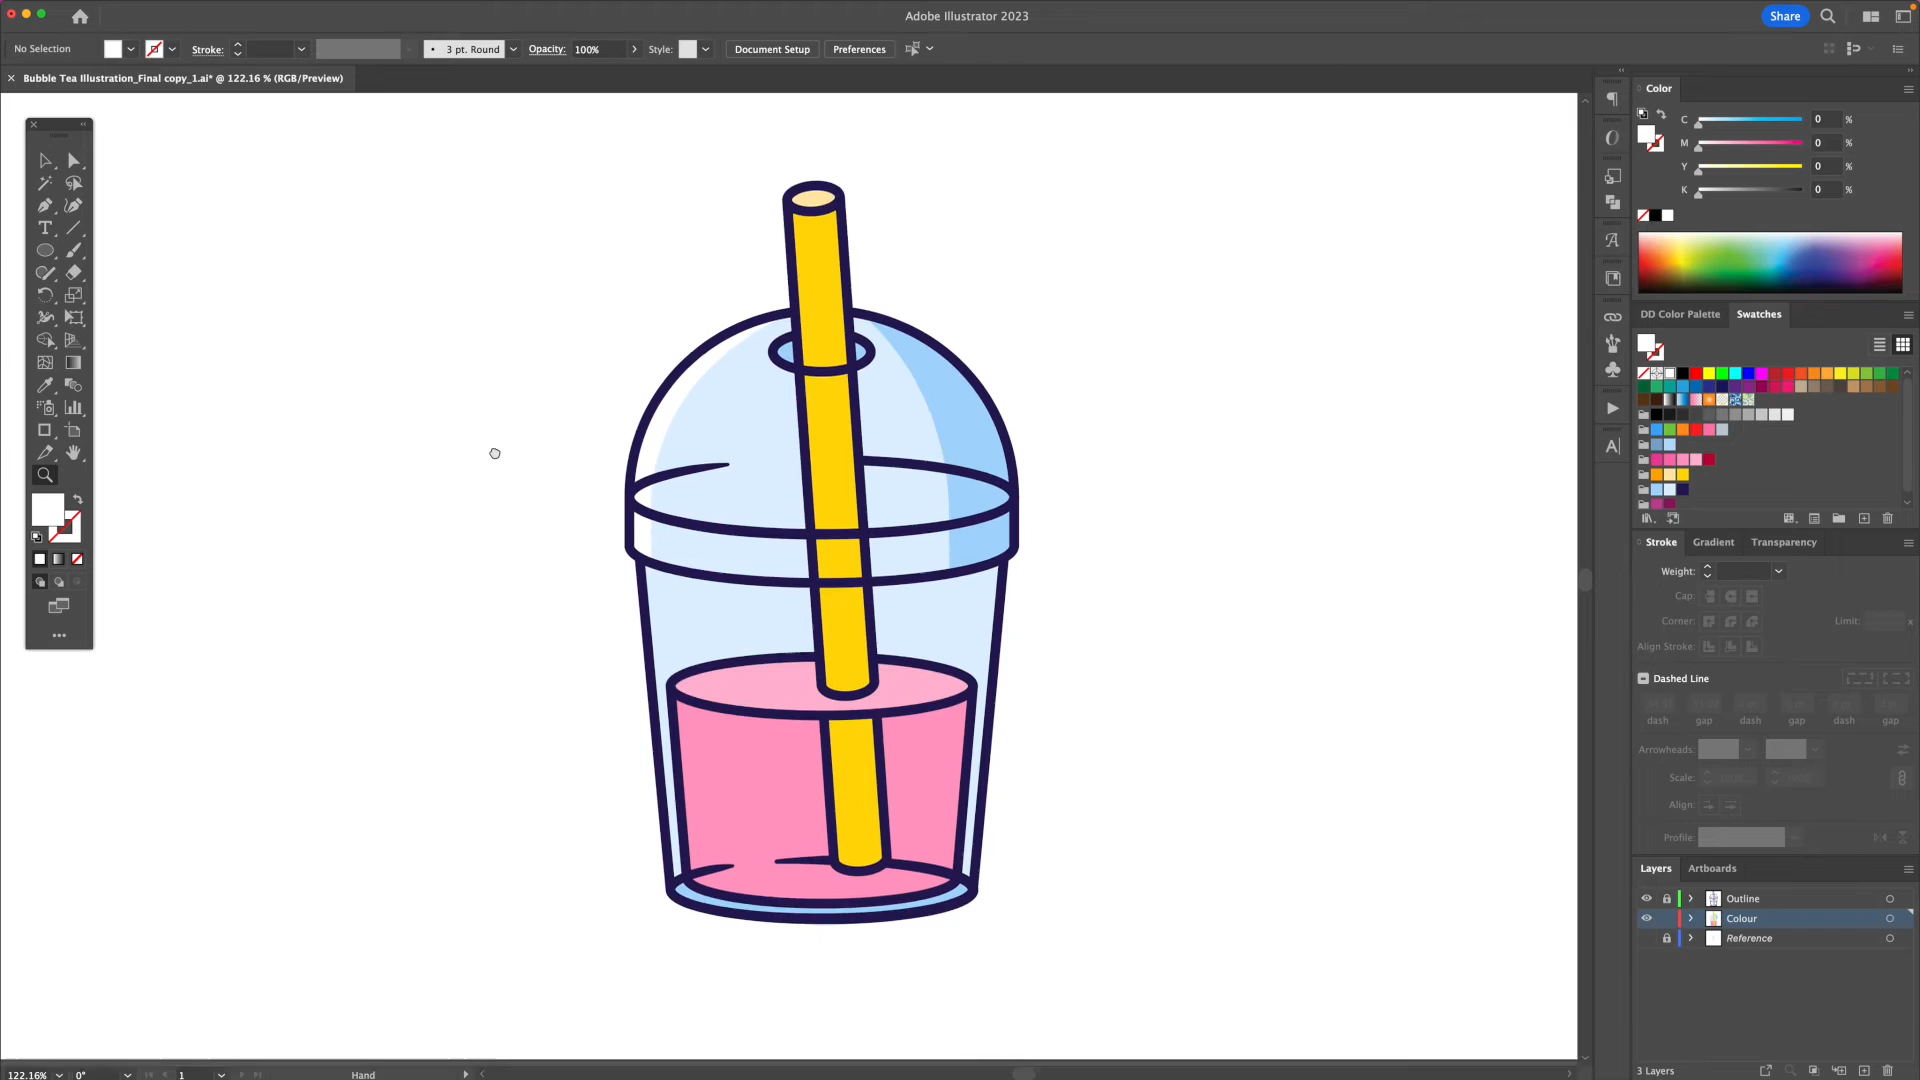 Adobe Illustrator 2023
Share
No Selection
Stroke:
3 pt. Round
Opacity:
100%
Style:
Document Setup
Preferences
Bubble Tea Illustration_Final copy_1.ai* @ 122.16 % (RGB/Preview)
Color
C
0
%
M
0
%
Y
0
%
K
0
%
DD Color Palette
Swatches
Stroke
Gradient
Transparency
Weight:
Cap:
Corner:
Limit:
x
Align Stroke:
Dashed Line
dash
gap
dash
gap
dash
gap
Arrowheads:
Scale:
Align:
Profile:
Layers
Artboards
Outline
Colour
Reference
3 Layers
122.16%
0°
1
Hand